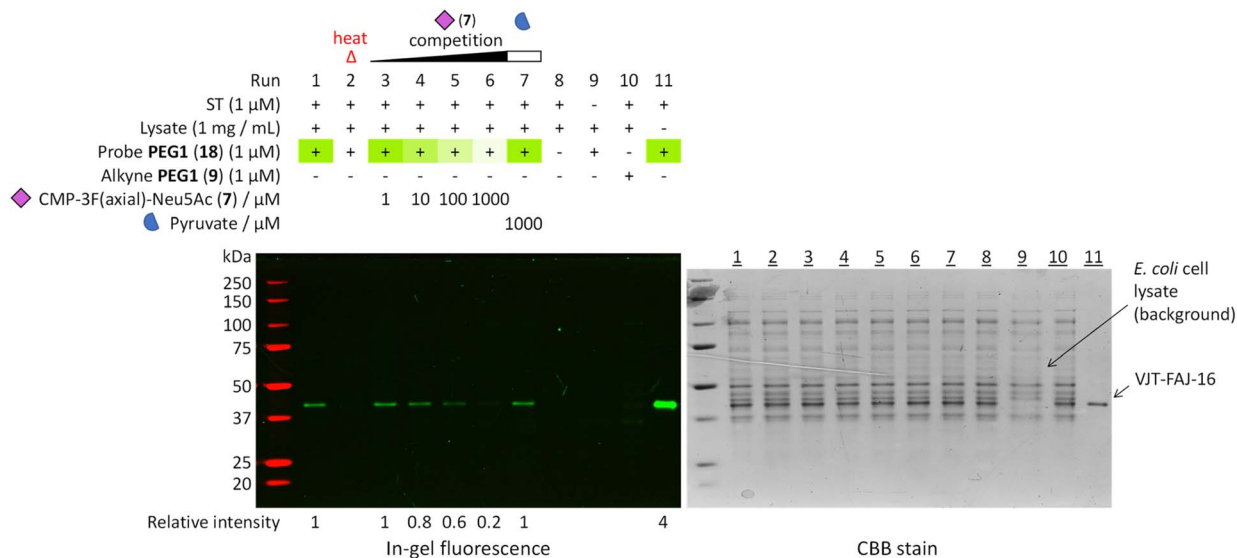 (7)
heat
Δ
competition
Run 1 2 3 4 5 6 7 8 9 10 11
ST (1 µM) + + + + + + + + - + +
Lysate (1 mg / mL) + + + + + + + + + + -
Probe PEG1 (18) (1 µM) + + + + + + + - + - +
Alkyne PEG1 (9) (1 µM) - - - - - - - - - + -
CMP-3F(axial)-Neu5Ac (7) / µM 1 10 100 1000
Pyruvate / µM 1000
kDa
250
150
100
75
50
37
25
20
Relative intensity 1 1 0.8 0.6 0.2 1 4
In-gel fluorescence
1 2 3 4 5 6 7 8 9 10 11
E. coli cell
lysate
(background)
VJT-FAJ-16
CBB stain